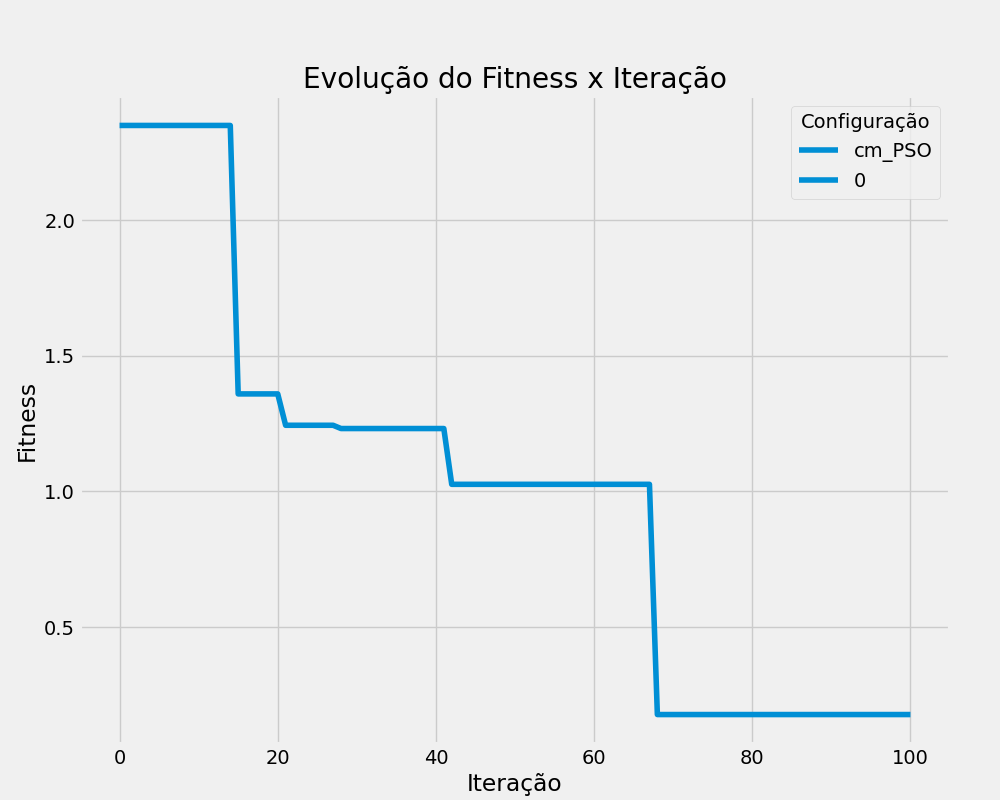 Evolução do Fitness x Iteração
Configuração
cm_PSO
0
2.0
1.5
1.0
0.5
Fitness
0 20 40 60 80 100
Iteração